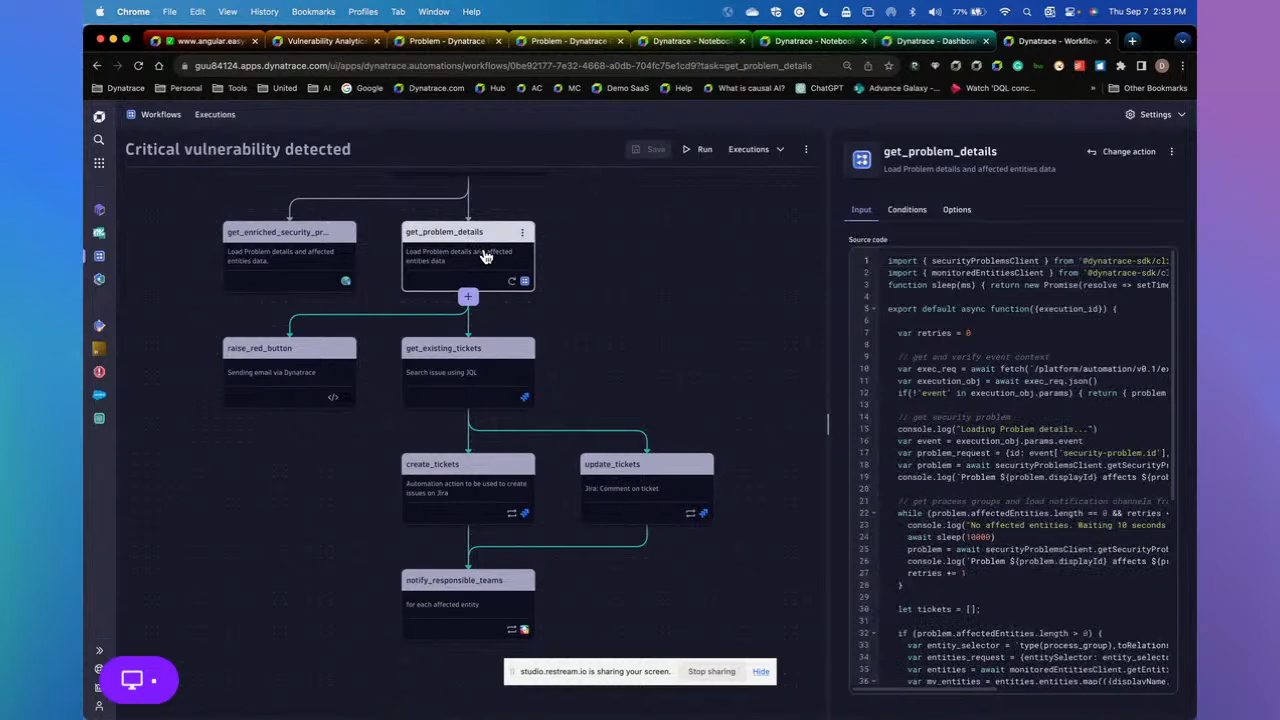 Chrome File Edit View History Bookmarks Profiles Tab Window Help 77% Thu Sep 7 2:33 PM
www.angular.easy Vulnerability Analytics Problem - Dynatrace Problem - Dynatrace Dynatrace - Notebook Dynatrace - Notebook Dynatrace - Dashboa Dynatrace - Workflow
guu84124.apps.dynatrace.com/ui/apps/dynatrace.automations/workflows/0be92177-7e32-4668-a0db-704fc75e1cd9?task=get_problem_details
Dynatrace Personal Tools United AI Google Dynatrace.com Hub AC MC Demo SaaS Help What is causal AI? ChatGPT Advance Galaxy -... Watch 'DQL conc... » Other Bookmarks
Workflows Executions Settings
Critical vulnerability detected
Save Run Executions
get_enriched_security_pr...
Load Problem details and affected
entities data.
get_problem_details
Load Problem details and affected
entities data
raise_red_button
Sending email via Dynatrace
get_existing_tickets
Search issue using JQL
create_tickets
Automation action to be used to create
issues on Jira
update_tickets
Jira: Comment on ticket
notify_responsible_teams
for each affected entity
studio.restream.io is sharing your screen. Stop sharing Hide
get_problem_details Change action
Load Problem details and affected entities data
Input Conditions Options
Source code
1 import { securityProblemsClient } from '@dynatrace-sdk/cli
2 import { monitoredEntitiesClient } from '@dynatrace-sdk/cl
3 function sleep(ms) { return new Promise(resolve => setTime
4
5 export default async function({execution_id}) {
6
7 var retries = 0
8
9 // get and verify event context
10 var exec_req = await fetch(`/platform/automation/v0.1/ex
11 var execution_obj = await exec_req.json()
12 if(!'event' in execution_obj.params) { return { problem
13
14 // get security problem
15 console.log("Loading Problem details...")
16 var event = execution_obj.params.event
17 var problem_request = {id: event['security-problem.id'],
18 var problem = await securityProblemsClient.getSecurityPr
19 console.log(`Problem ${problem.displayId} affects ${prob
20
21 // get process groups and load notification channels fr
22 while (problem.affectedEntities.length == 0 && retries <
23 console.log("No affected entities. Waiting 10 seconds
24 await sleep(10000)
25 problem = await securityProblemsClient.getSecurityProb
26 console.log(`Problem ${problem.displayId} affects ${pr
27 retries += 1
28 }
29
30 let tickets = [];
31
32 if (problem.affectedEntities.length > 0) {
33 var entity_selector = `type(process_group),toRelation
34 var entities_request = {entitySelector: entity_selec
35 var entities = await monitoredEntitiesClient.getEntit
36 var my_entities = entities.entities.map(({displayName,